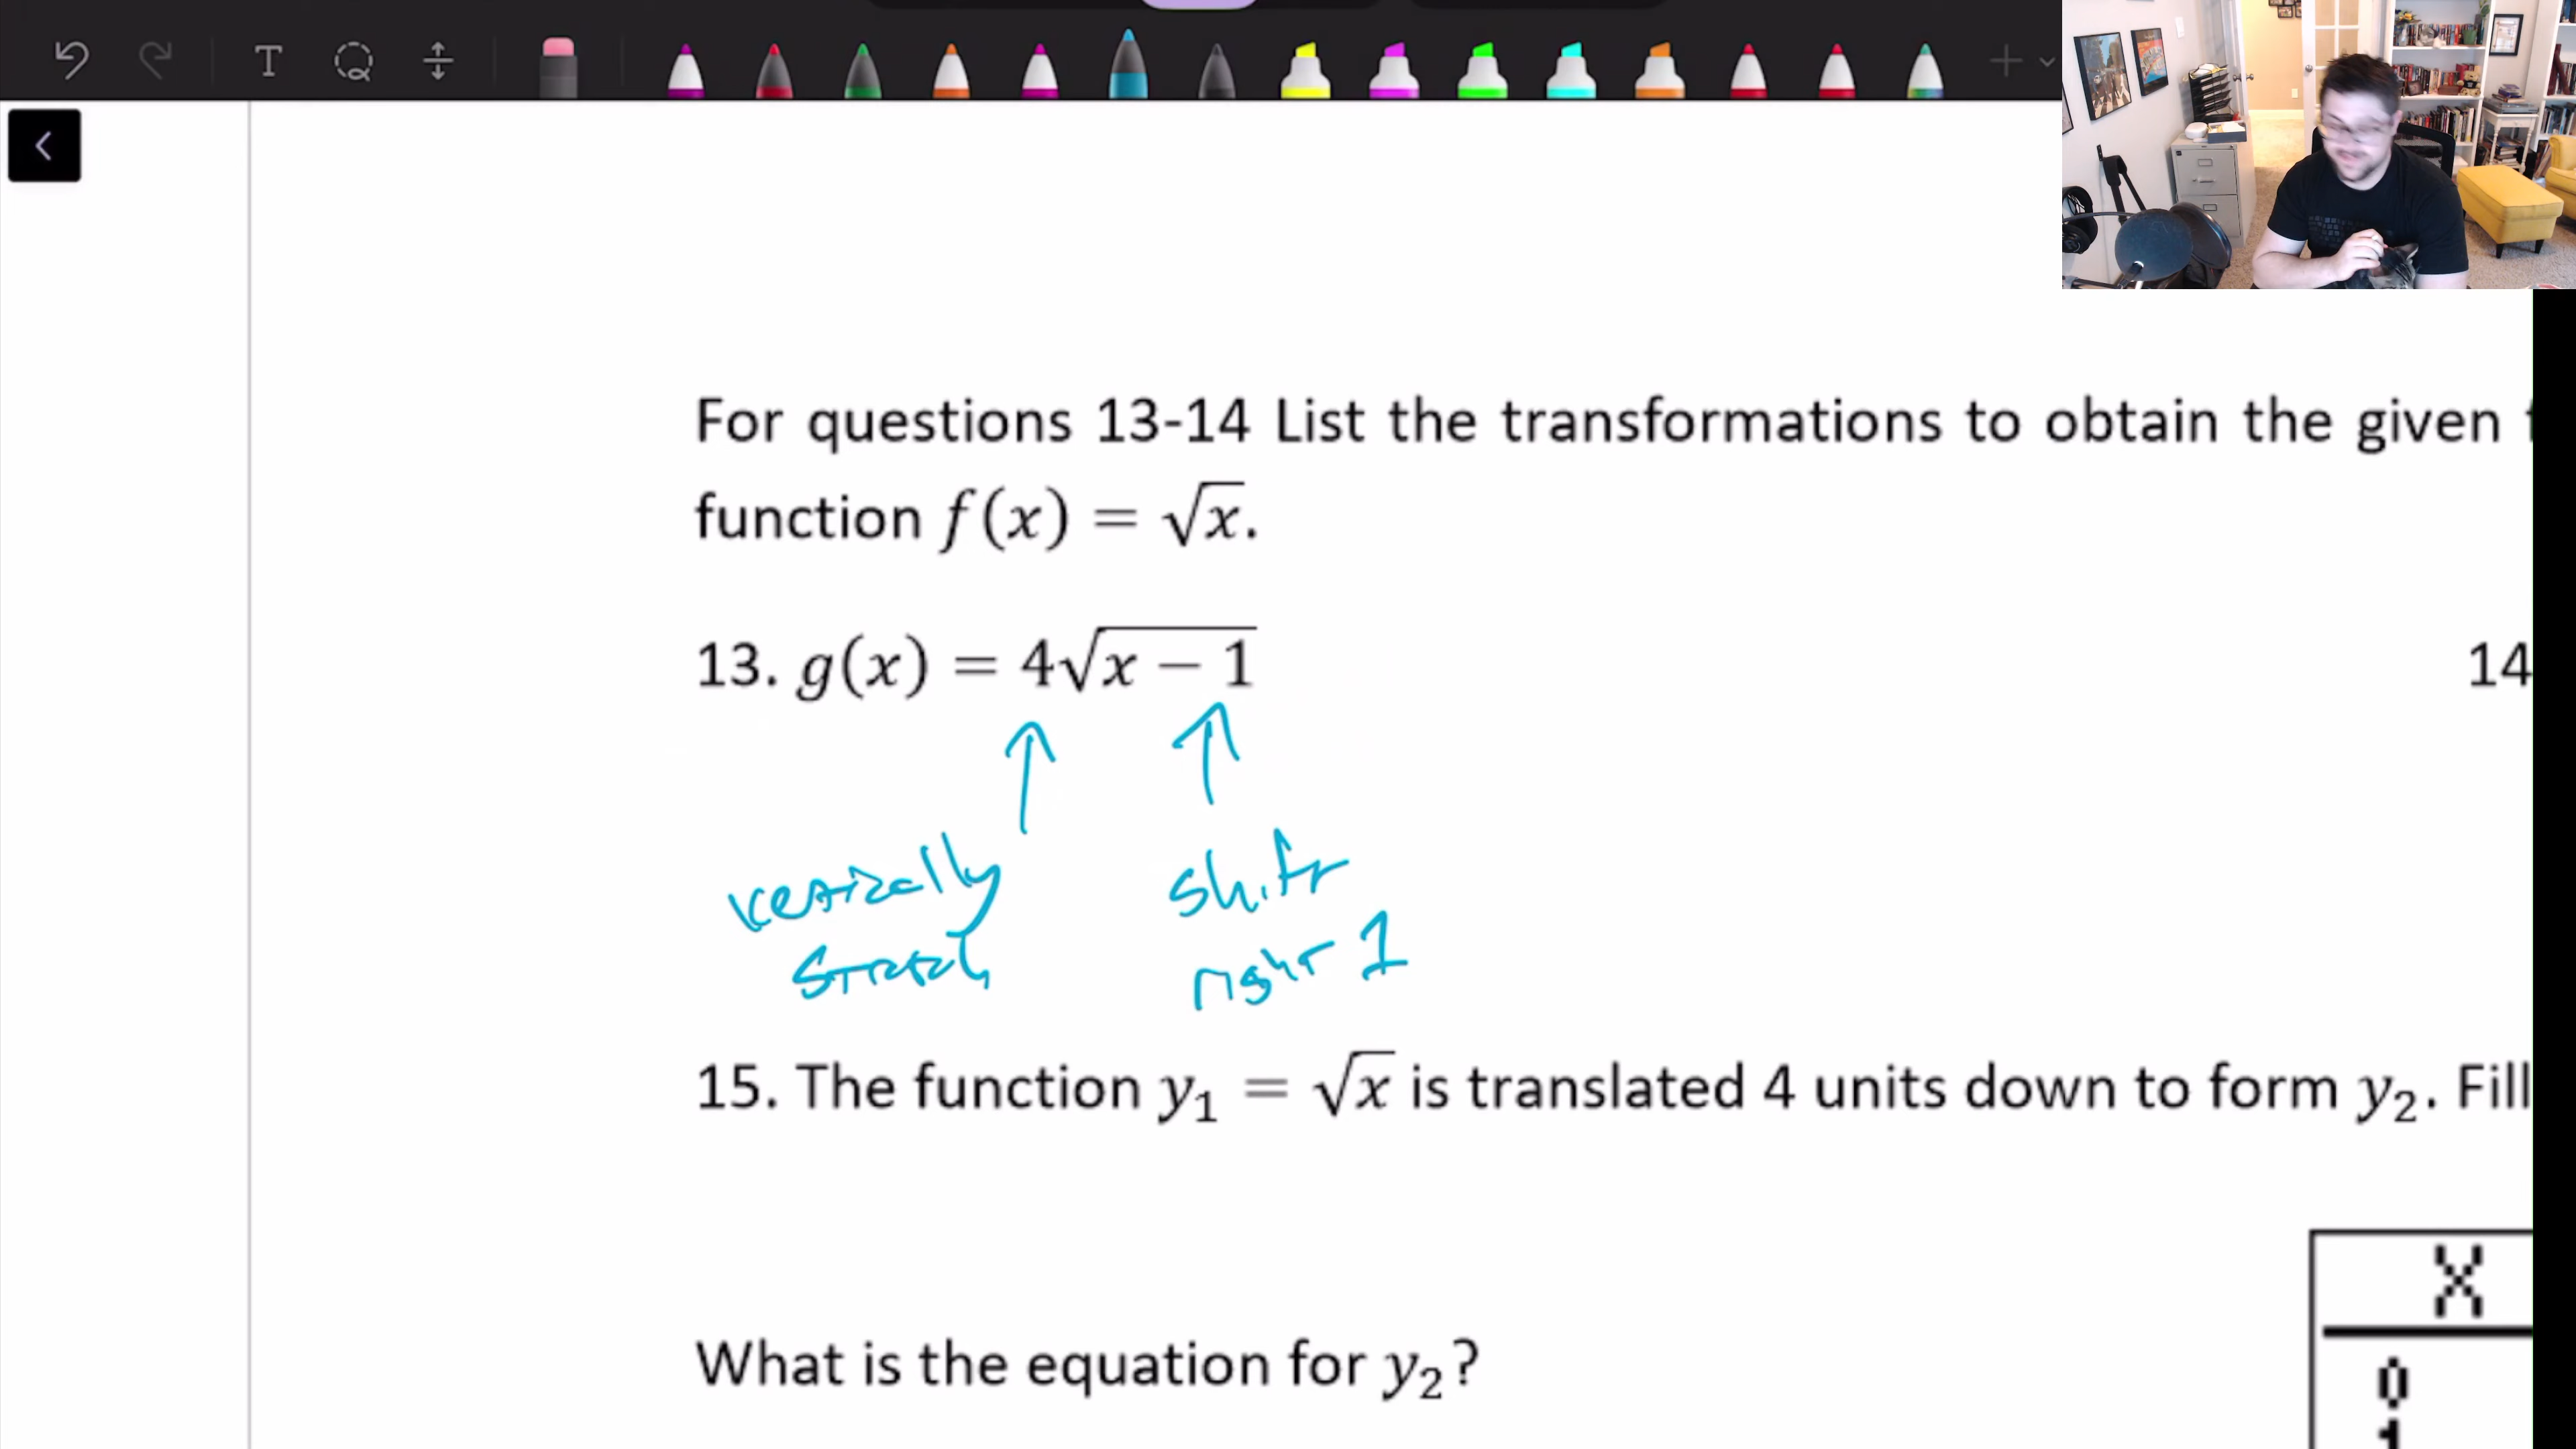 T
For questions 13-14 List the transformations to obtain the given
function f(x) = √x.
13. g(x) = 4√(x − 1)
14
vertically
stretch
shift
right 1
15. The function y₁ = √x is translated 4 units down to form y₂. Fill
X
What is the equation for y₂?
0
1